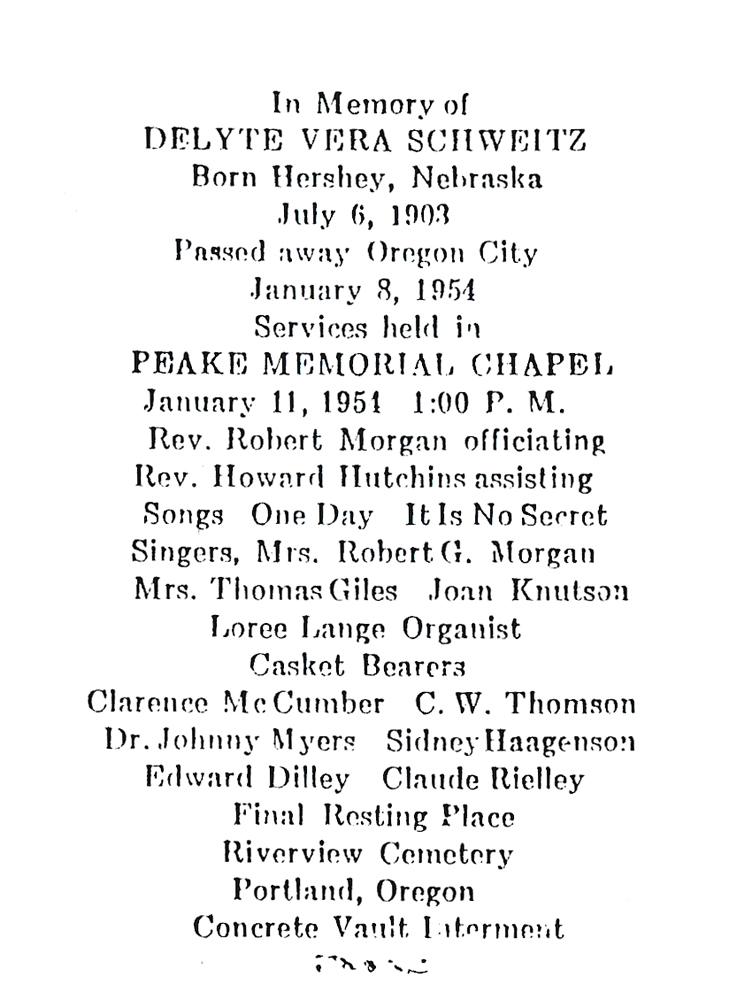 In Memory of
DELYTE VERA SCHWEITZ
Born Hershey, Nebraska
July 6, 1903
Passed away Oregon City
January 8, 1954
Services held in
PEAKE MEMORIAL CHAPEL
January 11, 1954 1:00 P. M.
Rev. Robert Morgan officiating
Rev. Howard Hutchins assisting
Songs One Day It Is No Secret
Singers, Mrs. Robert G. Morgan
Mrs. Thomas Giles Joan Knutson
Loree Lange Organist
Casket Bearers
Clarence McCumber C. W. Thomson
Dr. Johnny Myers Sidney Haagenson
Edward Dilley Claude Rielley
Final Resting Place
Riverview Cemetery
Portland, Oregon
Concrete Vault Interment